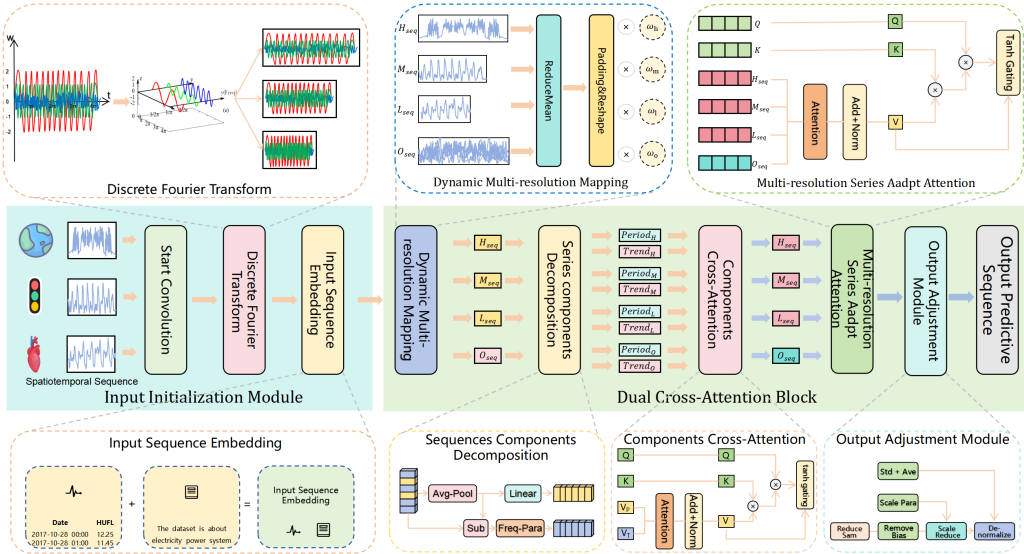 W
2
1
0
-1
-2
t
Discrete Fourier Transform
H_seq
M_seq
L_seq
O_seq
ReduceMean
Padding&Reshape
× ω_h
× ω_m
× ω_l
× ω_o
Dynamic Multi-resolution Mapping
Q
K
H_seq
M_seq
L_seq
O_seq
Attention
Add+Norm
Q
K
V
×
×
Tanh Gating
Multi-resolution Series Aadpt Attention
Spatiotemporal Sequence
Start Convolution
Discrete Fourier
Transform
Input Sequence
Embedding
Input Initialization Module
Dynamic Multi-
resolution Mapping
H_seq
M_seq
L_seq
O_seq
Series components
Decomposition
Period_H
Trend_H
Period_M
Trend_M
Period_L
Trend_L
Period_O
Trend_O
Components
Cross-Attention
H_seq
M_seq
L_seq
O_seq
Multi-resolution
Series Aadpt
Attention
Output Adjustment
Module
Output Predictive
Sequence
Dual Cross-Attention Block
Input Sequence Embedding
Date HUFL
2017-10-28 00:00 12.25
2017-10-28 01:00 11.45
+
The dataset is about
electricity power system
=
Input Sequence
Embedding
Sequences Components
Decomposition
Avg-Pool
Linear
Sub
Freq-Para
Components Cross-Attention
Q
K
V_P
V_T
Attention
Add+Norm
Q
K
V
×
×
tanh gating
Output Adjustment Module
Std + Ave
Scale Para
Reduce
Sam
Remove
Bias
Scale
Reduce
De-
normalize